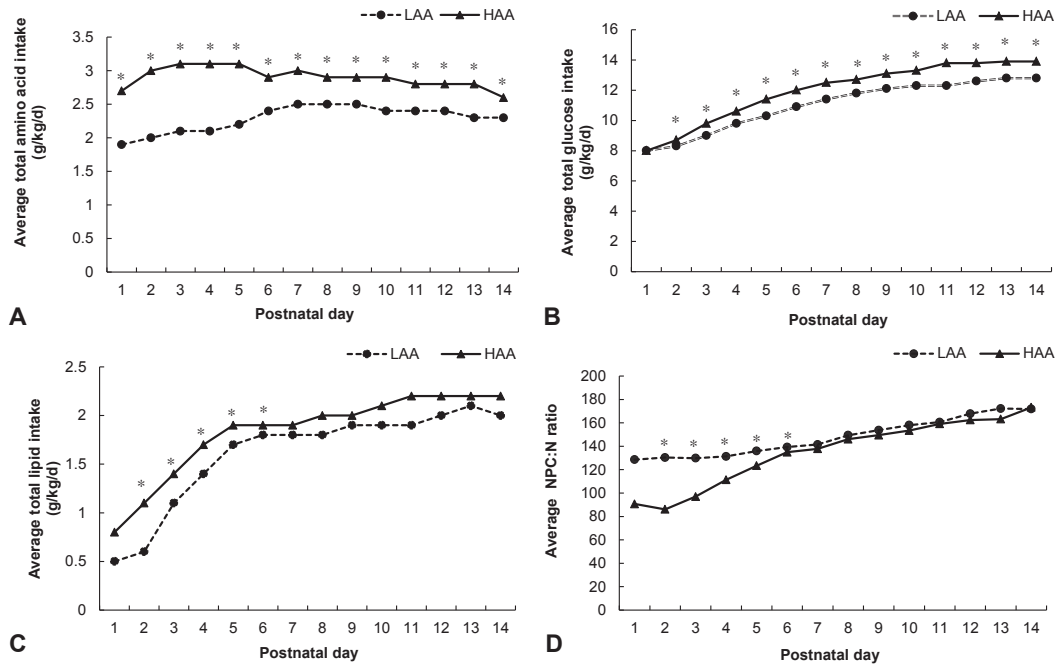 LAA HAA
Average total amino acid intake
(g/kg/d)
3.5
3
2.5
2
1.5
1
0.5
0
* * * * * * * * * * * * * *
1 2 3 4 5 6 7 8 9 10 11 12 13 14
Postnatal day
A
LAA HAA
Average total glucose intake
(g/kg/d)
16
14
12
10
8
6
4
2
0
* * * * * * * * * * * * *
1 2 3 4 5 6 7 8 9 10 11 12 13 14
Postnatal day
B
LAA HAA
Average total lipid intake
(g/kg/d)
2.5
2
1.5
1
0.5
0
* * * * *
1 2 3 4 5 6 7 8 9 10 11 12 13 14
Postnatal day
C
LAA HAA
Average NPC:N ratio
200
180
160
140
120
100
80
60
40
20
0
* * * * *
1 2 3 4 5 6 7 8 9 10 11 12 13 14
Postnatal day
D